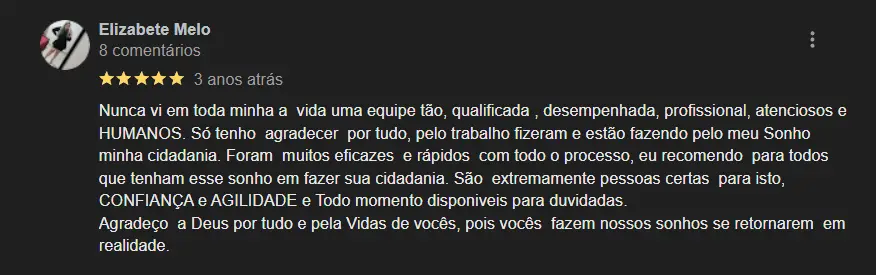 Elizabete Melo
8 comentários
3 anos atrás
Nunca vi em toda minha a  vida uma equipe tão, qualificada , desempenhada, profissional, atenciosos e
HUMANOS. Só tenho  agradecer  por tudo, pelo trabalho fizeram e estão fazendo pelo meu Sonho
minha cidadania. Foram  muitos eficazes  e rápidos  com todo o processo, eu recomendo  para todos
que tenham esse sonho em fazer sua cidadania. São  extremamente pessoas certas  para isto,
CONFIANÇA e AGILIDADE e Todo momento disponiveis para duvidadas.
Agradeço  a Deus por tudo e pela Vidas de vocês, pois vocês  fazem nossos sonhos se retornarem  em
realidade.